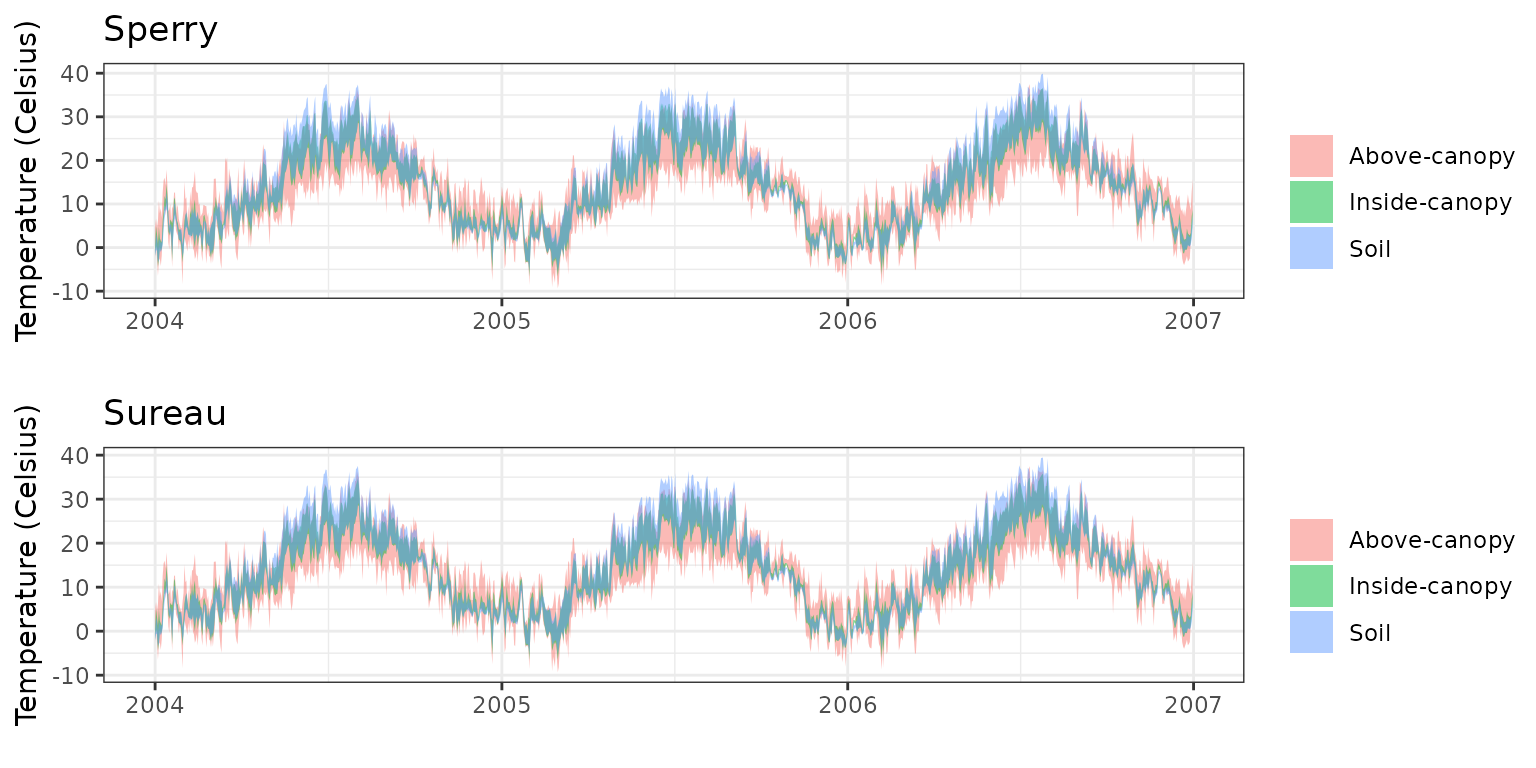 Sperry
Temperature (Celsius)
40
30
20
10
0
-10
2004 2005 2006 2007
Above-canopy
Inside-canopy
Soil
Sureau
Temperature (Celsius)
40
30
20
10
0
-10
2004 2005 2006 2007
Above-canopy
Inside-canopy
Soil